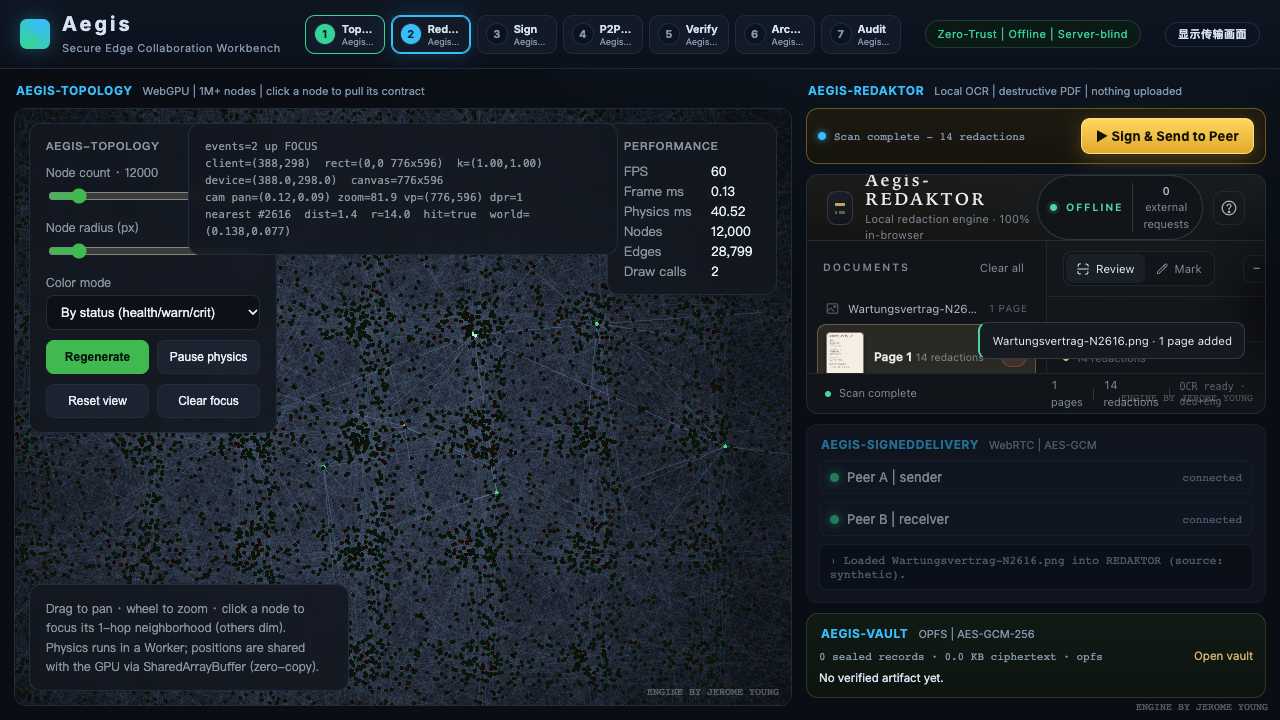 Aegis
Secure Edge Collaboration Workbench
1 Top... Aegis...
2 Red... Aegis...
3 Sign Aegis...
4 P2P... Aegis...
5 Verify Aegis...
6 Arc... Aegis...
7 Audit Aegis...
Zero-Trust | Offline | Server-blind
显示传输画面
AEGIS-TOPOLOGY WebGPU | 1M+ nodes | click a node to pull its contract
AEGIS-TOPOLOGY
Node count · 12000
Node radius (px)
Color mode
By status (health/warn/crit)
Regenerate
Pause physics
Reset view
Clear focus
events=2 up FOCUS
client=(388,298) rect=(0,0 776x596) k=(1.00,1.00)
device=(388.0,298.0) canvas=776x596
cam pan=(0.12,0.09) zoom=81.9 vp=(776,596) dpr=1
nearest #2616 dist=1.4 r=14.0 hit=true world=
(0.138,0.077)
PERFORMANCE
FPS 60
Frame ms 0.13
Physics ms 40.52
Nodes 12,000
Edges 28,799
Draw calls 2
Drag to pan · wheel to zoom · click a node to
focus its 1-hop neighborhood (others dim).
Physics runs in a Worker; positions are shared
with the GPU via SharedArrayBuffer (zero-copy).
ENGINE BY JEROME YOUNG
AEGIS-REDAKTOR Local OCR | destructive PDF | nothing uploaded
Scan complete - 14 redactions
▶ Sign & Send to Peer
Aegis-
REDAKTOR
Local redaction engine · 100%
in-browser
OFFLINE
0
external
requests
DOCUMENTS
Clear all
Review
Mark
Wartungsvertrag-N26... 1 PAGE
Page 1 14 redactions
Wartungsvertrag-N2616.png · 1 page added
14 redactions
Scan complete
1
pages
14
redactions
OCR ready ·
deu+eng
ENGINE BY JEROME YOUNG
AEGIS-SIGNEDDELIVERY WebRTC | AES-GCM
Peer A | sender connected
Peer B | receiver connected
› Loaded Wartungsvertrag-N2616.png into REDAKTOR (source:
synthetic).
AEGIS-VAULT OPFS | AES-GCM-256
0 sealed records · 0.0 KB ciphertext · opfs
Open vault
No verified artifact yet.
ENGINE BY JEROME YOUNG